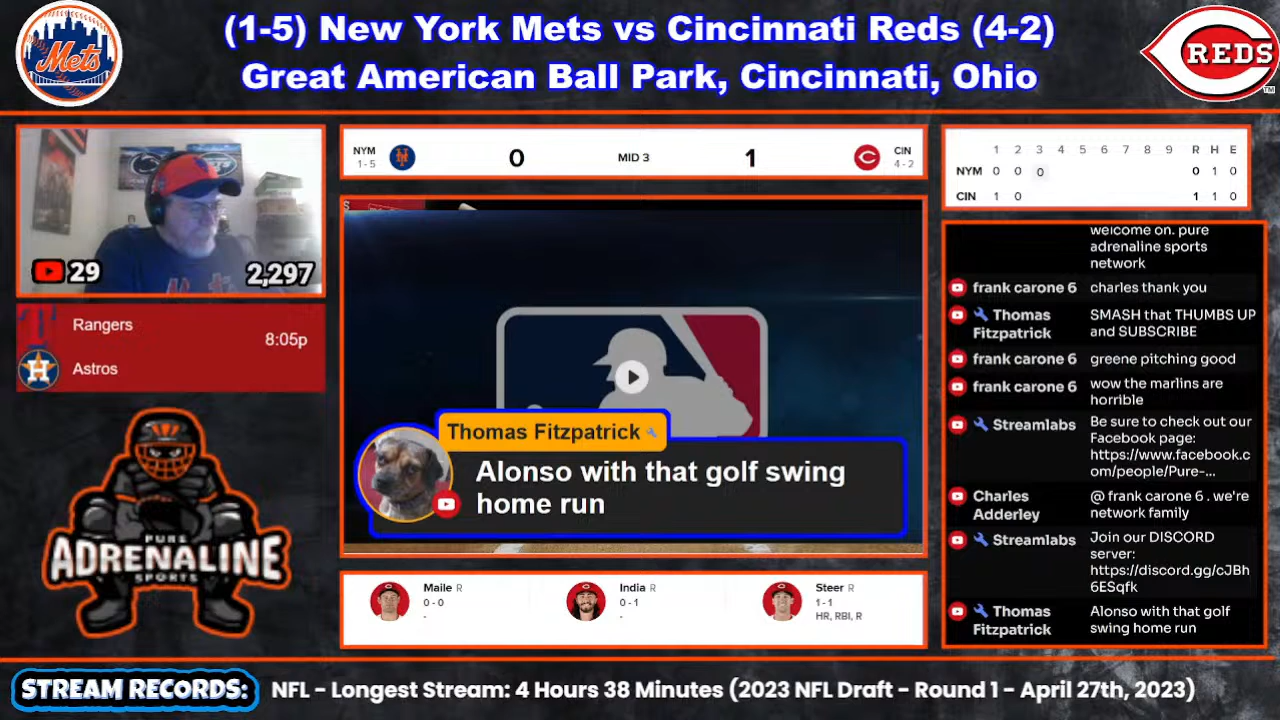 (1-5) New York Mets vs Cincinnati Reds (4-2)
Great American Ball Park, Cincinnati, Ohio
Mets
REDS
TM
29
2,297
Rangers
8:05p
Astros
H
PURE
ADRENALINE
SPORTS
NYM
1 - 5
0
MID 3
1
CIN
4 - 2
Thomas Fitzpatrick
Alonso with that golf swing
home run
Maile R
0 - 0
-
India R
0 - 1
-
Steer R
1 - 1
HR, RBI, R
1 2 3 4 5 6 7 8 9 R H E
NYM 0 0 0 0 1 0
CIN 1 0 1 1 0
welcome on. pure
adrenaline sports
network
frank carone 6 charles thank you
Thomas Fitzpatrick SMASH that THUMBS UP
and SUBSCRIBE
frank carone 6 greene pitching good
frank carone 6 wow the marlins are
horrible
Streamlabs Be sure to check out our
Facebook page:
https://www.facebook.c
om/people/Pure-...
Charles Adderley @ frank carone 6 . we're
network family
Streamlabs Join our DISCORD
server:
https://discord.gg/cJBh
6ESqfk
Thomas Fitzpatrick Alonso with that golf
swing home run
STREAM RECORDS:
NFL - Longest Stream: 4 Hours 38 Minutes (2023 NFL Draft - Round 1 - April 27th, 2023)